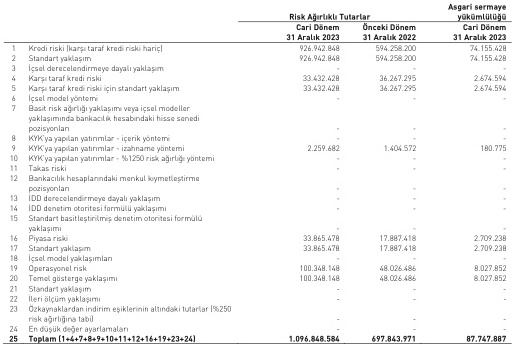 Asgari sermaye
Risk Ağırlıklı Tutarlar yükümlülüğü
Cari Dönem Önceki Dönem Cari Dönem
31 Aralık 2023 31 Aralık 2022 31 Aralık 2023
1 Kredi riski (karşı taraf kredi riski hariç) 926.942.848 594.258.200 74.155.428
2 Standart yaklaşım 926.942.848 594.258.200 74.155.428
3 İçsel derecelendirmeye dayalı yaklaşım - - -
4 Karşı taraf kredi riski 33.432.428 36.267.295 2.674.594
5 Karşı taraf kredi riski için standart yaklaşım 33.432.428 36.267.295 2.674.594
6 İçsel model yöntemi - - -
7 Basit risk ağırlığı yaklaşımı veya içsel modeller
yaklaşımında bankacılık hesabındaki hisse senedi
pozisyonları - - -
8 KYK'ya yapılan yatırımlar - içerik yöntemi - - -
9 KYK'ya yapılan yatırımlar - izahname yöntemi 2.259.682 1.404.572 180.775
10 KYK'ya yapılan yatırımlar - %1250 risk ağırlığı yöntemi - - -
11 Takas riski - - -
12 Bankacılık hesaplarındaki menkul kıymetleştirme
pozisyonları - - -
13 İDD derecelendirmeye dayalı yaklaşım - - -
14 İDD denetim otoritesi formülü yaklaşımı - - -
15 Standart basitleştirilmiş denetim otoritesi formülü
yaklaşımı - - -
16 Piyasa riski 33.865.478 17.887.418 2.709.238
17 Standart yaklaşım 33.865.478 17.887.418 2.709.238
18 İçsel model yaklaşımları - - -
19 Operasyonel risk 100.348.148 48.026.486 8.027.852
20 Temel gösterge yaklaşımı 100.348.148 48.026.486 8.027.852
21 Standart yaklaşım - - -
22 İleri ölçüm yaklaşımı - - -
23 Özkaynaklardan indirim eşiklerinin altındaki tutarlar (%250
risk ağırlığına tabi) - - -
24 En düşük değer ayarlamaları - - -
25 Toplam (1+4+7+8+9+10+11+12+16+19+23+24) 1.096.848.584 697.843.971 87.747.887